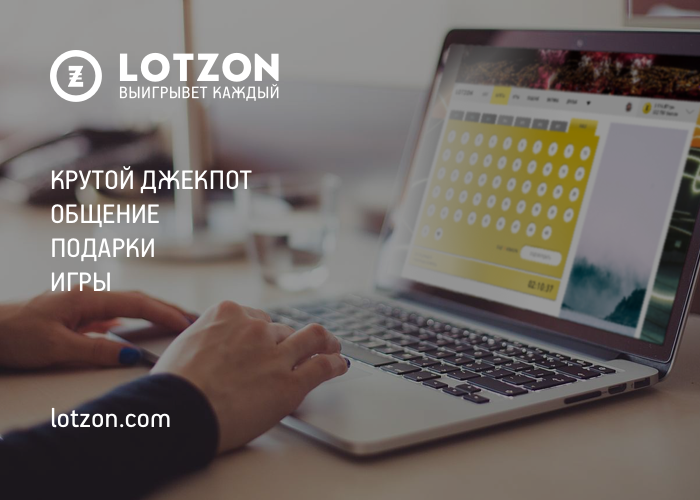 LOTZON
ВЫИГРЫВЕТ КАЖДЫЙ
КРУТОЙ ДЖЕКПОТ
ОБЩЕНИЕ
ПОДАРКИ
ИГРЫ
lotzon.com